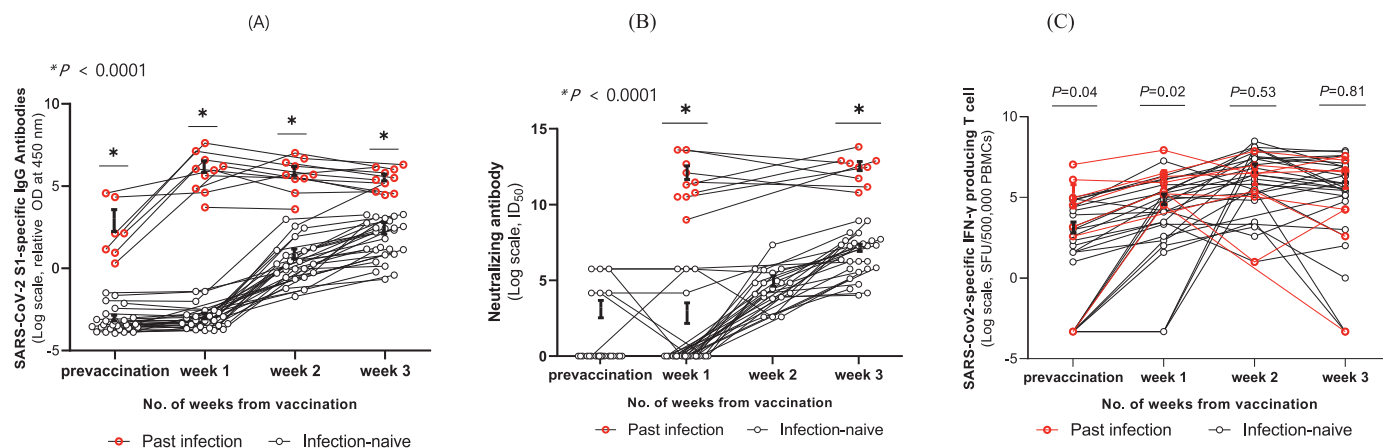 (A)
*P < 0.0001
SARS-CoV-2 S1-specific IgG Antibodies
(Log scale, relative OD at 450 nm)
10
5
0
-5
*
*
*
*
prevaccination week 1 week 2 week 3
No. of weeks from vaccination
Past infection Infection-naive
(B)
*P < 0.0001
Neutralizing antibody
(Log scale, ID50)
15
10
5
0
*
*
prevaccination week 1 week 2 week 3
No. of weeks from vaccination
Past infection Infection-naive
(C)
P=0.04 P=0.02 P=0.53 P=0.81
SARS-Cov2-specific IFN-γ producing T cell
(Log scale, SFU/500,000 PBMCs)
10
5
0
-5
prevaccination week 1 week 2 week 3
No. of weeks from vaccination
Past infection Infection-naive